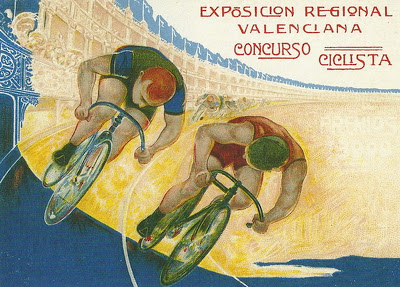 EXPOSICION REGIONAL
VALENCIANA
CONCURSO CICLISTA